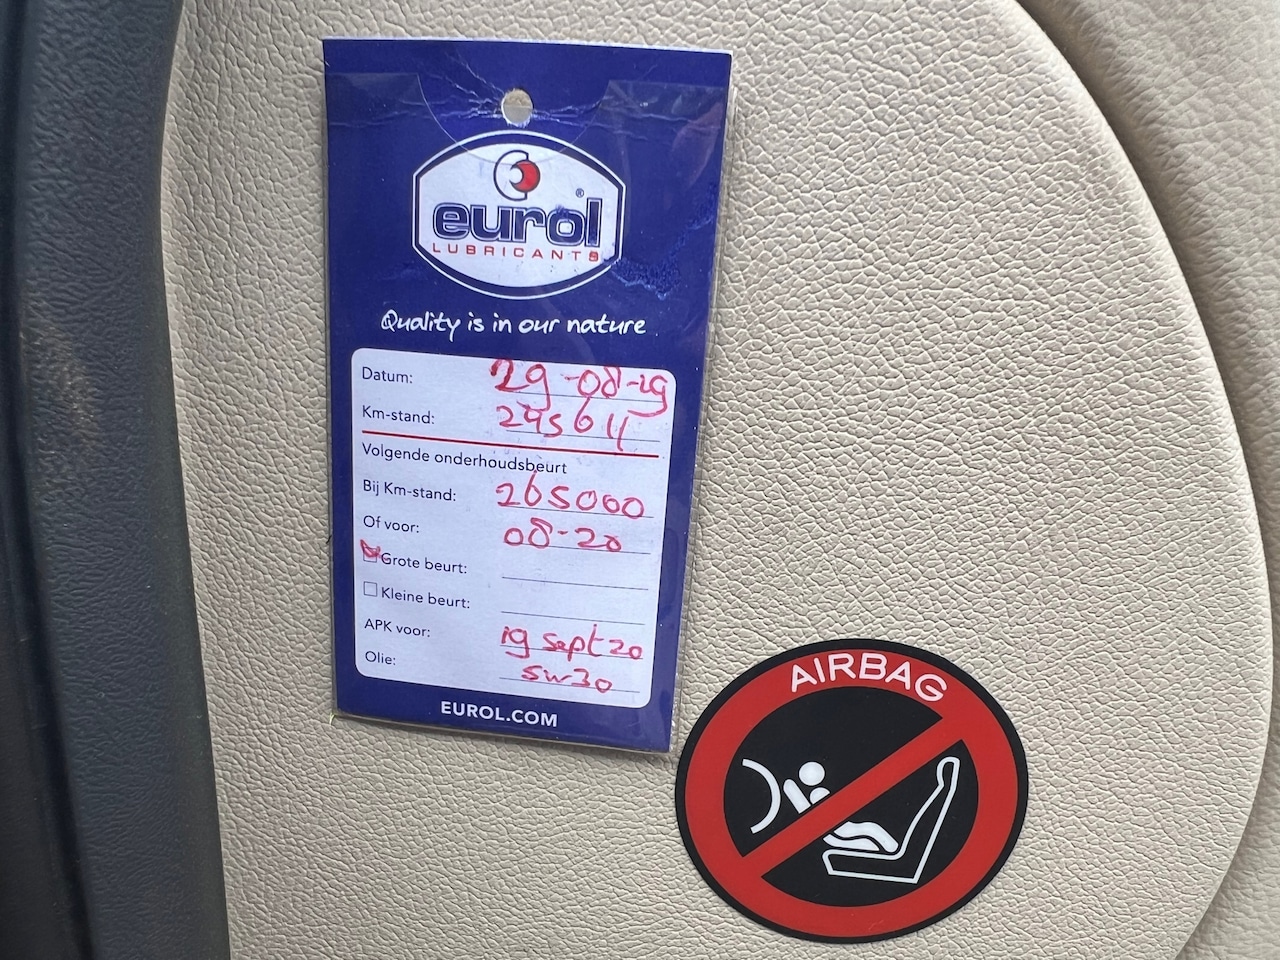 eurol®
LUBRICANTS
Quality is in our nature
Datum: 29-08-19
Km-stand: 245611
Volgende onderhoudsbeurt
Bij Km-stand: 265000
Of voor: 08-20
Grote beurt:
Kleine beurt:
APK voor: 19 sept 20
Olie: 5w30
EUROL.COM
AIRBAG